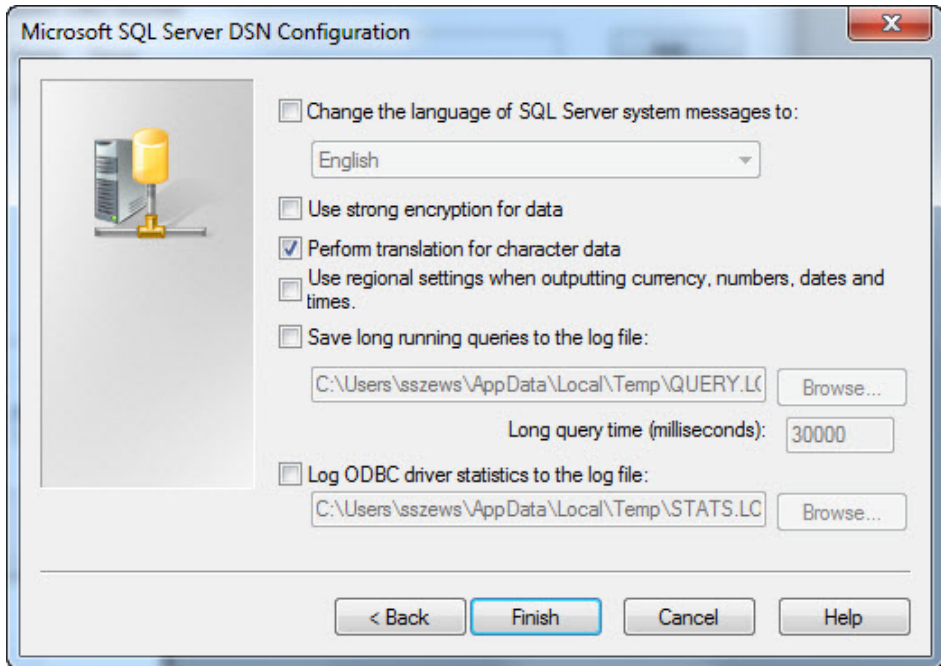 Microsoft SQL Server DSN Configuration
Change the language of SQL Server system messages to:
English
Use strong encryption for data
Perform translation for character data
Use regional settings when outputting currency, numbers, dates and
times.
Save long running queries to the log file:
C:\Users\sszews\AppData\Local\Temp\QUERY.LO
Browse...
Long query time (milliseconds):
30000
Log ODBC driver statistics to the log file:
C:\Users\sszews\AppData\Local\Temp\STATS.LO
Browse...
< Back
Finish
Cancel
Help